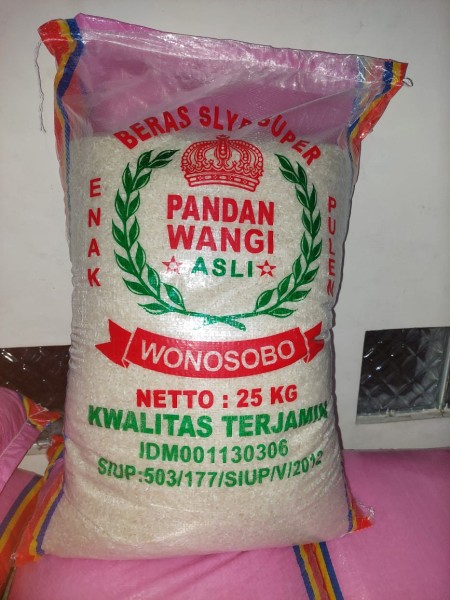 BERAS SLYP SUPER
ENAK
PULEN
PANDAN
WANGI
ASLI
WONOSOBO
NETTO : 25 KG
KWALITAS TERJAMIN
IDM001130306
SIUP:503/177/SIUP/V/2012